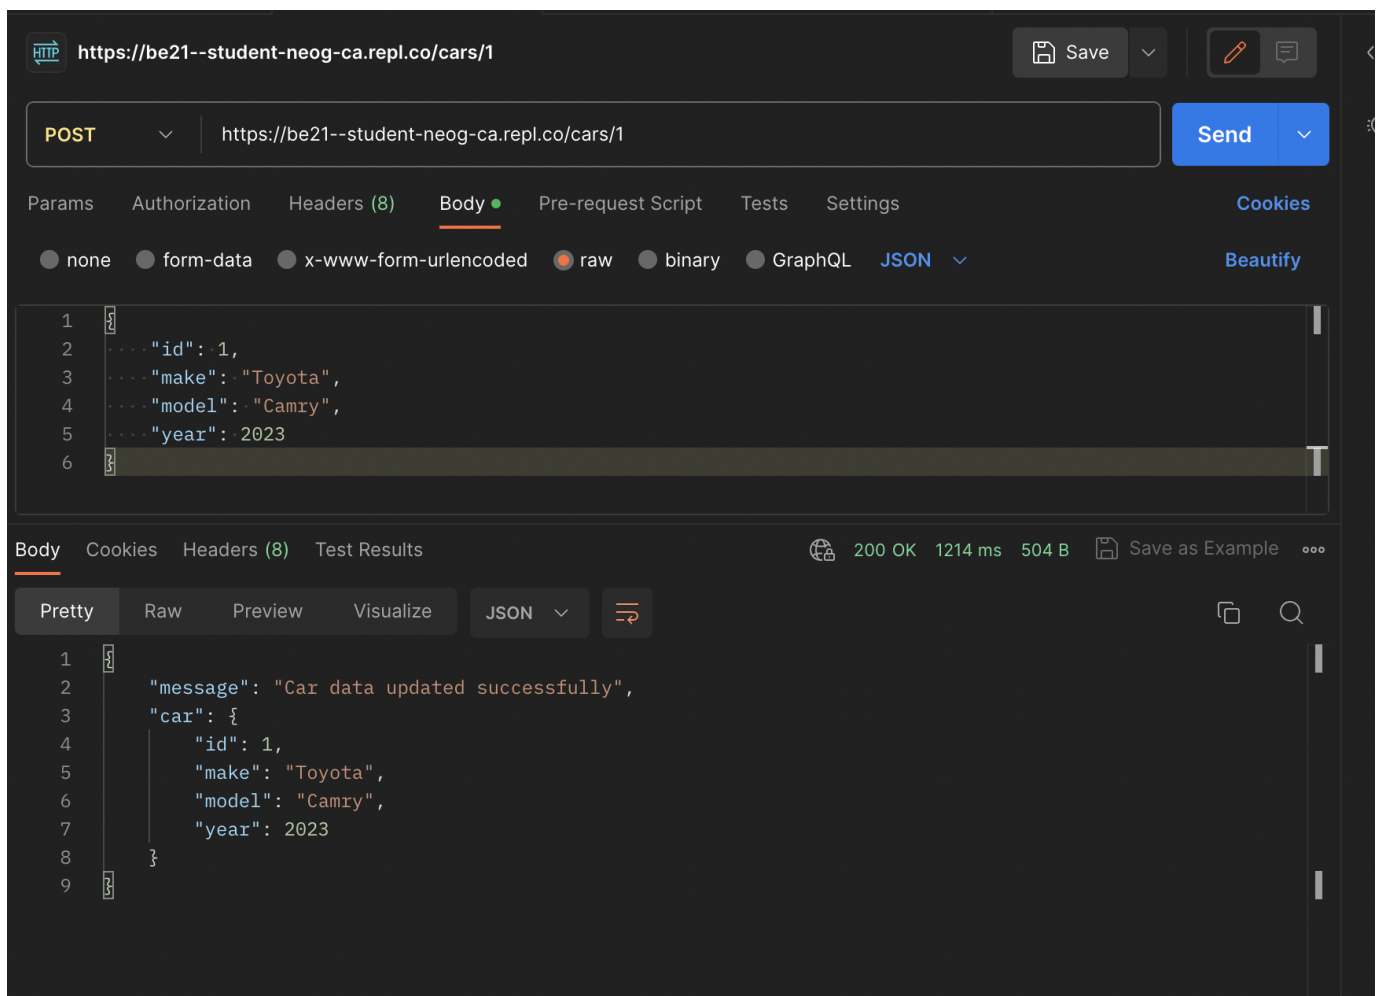 HTTP https://be21--student-neog-ca.repl.co/cars/1 Save
POST https://be21--student-neog-ca.repl.co/cars/1 Send
Params Authorization Headers (8) Body Pre-request Script Tests Settings Cookies
none form-data x-www-form-urlencoded raw binary GraphQL JSON Beautify
1 {
2 "id": 1,
3 "make": "Toyota",
4 "model": "Camry",
5 "year": 2023
6 }
Body Cookies Headers (8) Test Results 200 OK 1214 ms 504 B Save as Example
Pretty Raw Preview Visualize JSON
1 {
2 "message": "Car data updated successfully",
3 "car": {
4 "id": 1,
5 "make": "Toyota",
6 "model": "Camry",
7 "year": 2023
8 }
9 }